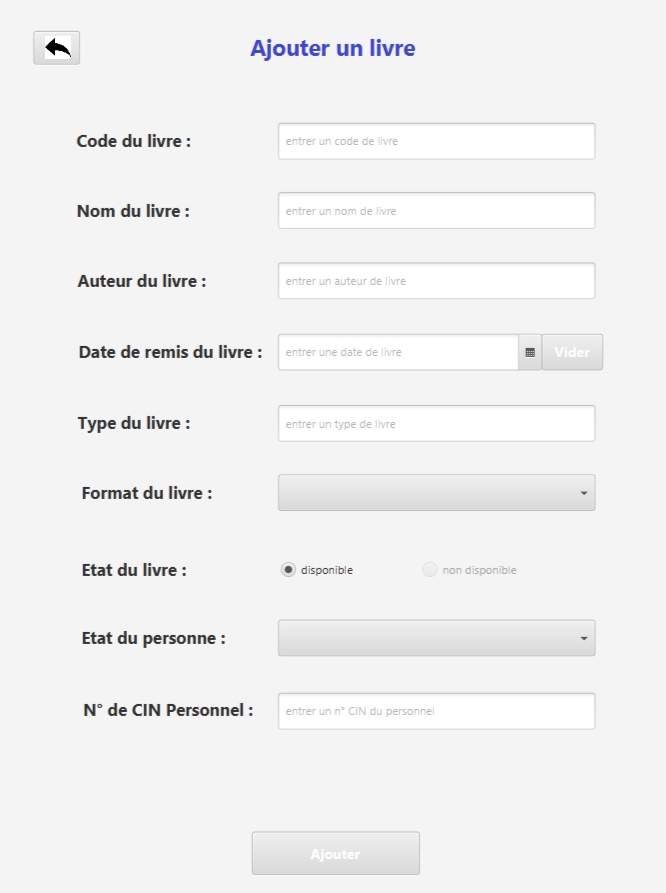 Ajouter un livre
Code du livre : entrer un code de livre
Nom du livre : entrer un nom de livre
Auteur du livre : entrer un auteur de livre
Date de remis du livre : entrer une date de livre Vider
Type du livre : entrer un type de livre
Format du livre :
Etat du livre : disponible non disponible
Etat du personne :
N° de CIN Personnel : entrer un n° CIN du personnel
Ajouter